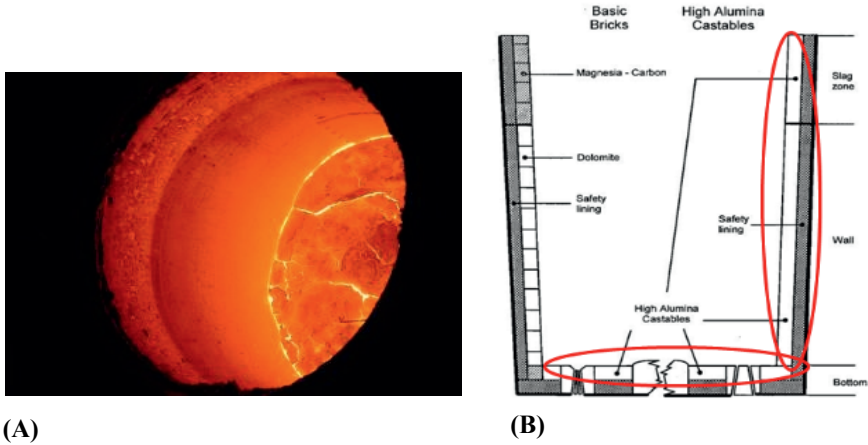 Basic
Bricks
High Alumina
Castables
Magnesia - Carbon
Slag
zone
Dolomite
Safety
lining
Safety
lining
Wall
High Alumina
Castables
Bottom
(A)
(B)